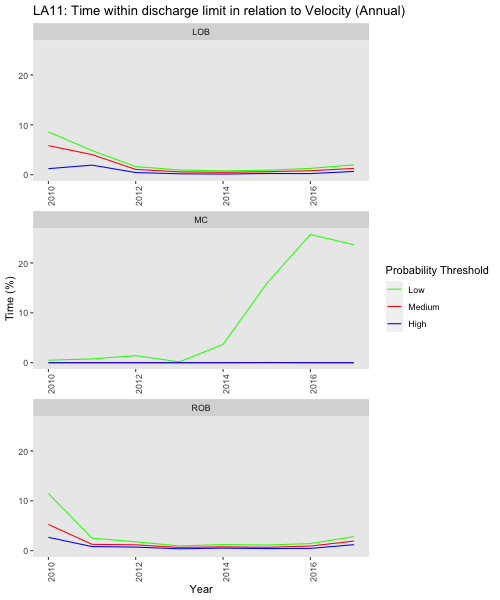 LA11: Time within discharge limit in relation to Velocity (Annual)
LOB
20
10
0
2010
2012
2014
2016
MC
20
10
0
2010
2012
2014
2016
ROB
20
10
0
2010
2012
2014
2016
Time (%)
Year
Probability Threshold
Low
Medium
High